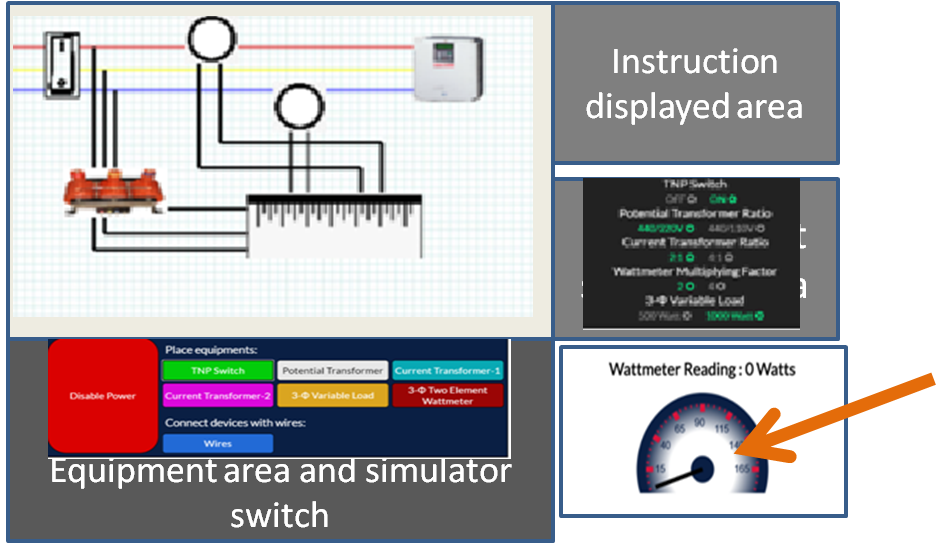 Instruction
displayed area
TNP Switch
OFF ON
Potential Transformer Ratio
440/220V 440/110V
Current Transformer Ratio
2:1 4:1
Wattmeter Multiplying Factor
2 4
3-Φ Variable Load
500 Watt 1000 Watt
Place equipments:
Disable Power
TNP Switch Potential Transformer Current Transformer-1
Current Transformer-2 3-Φ Variable Load 3-Φ Two Element
Wattmeter
Connect devices with wires:
Wires
Equipment area and simulator
switch
Wattmeter Reading : 0 Watts
15 40 65 90 115 165